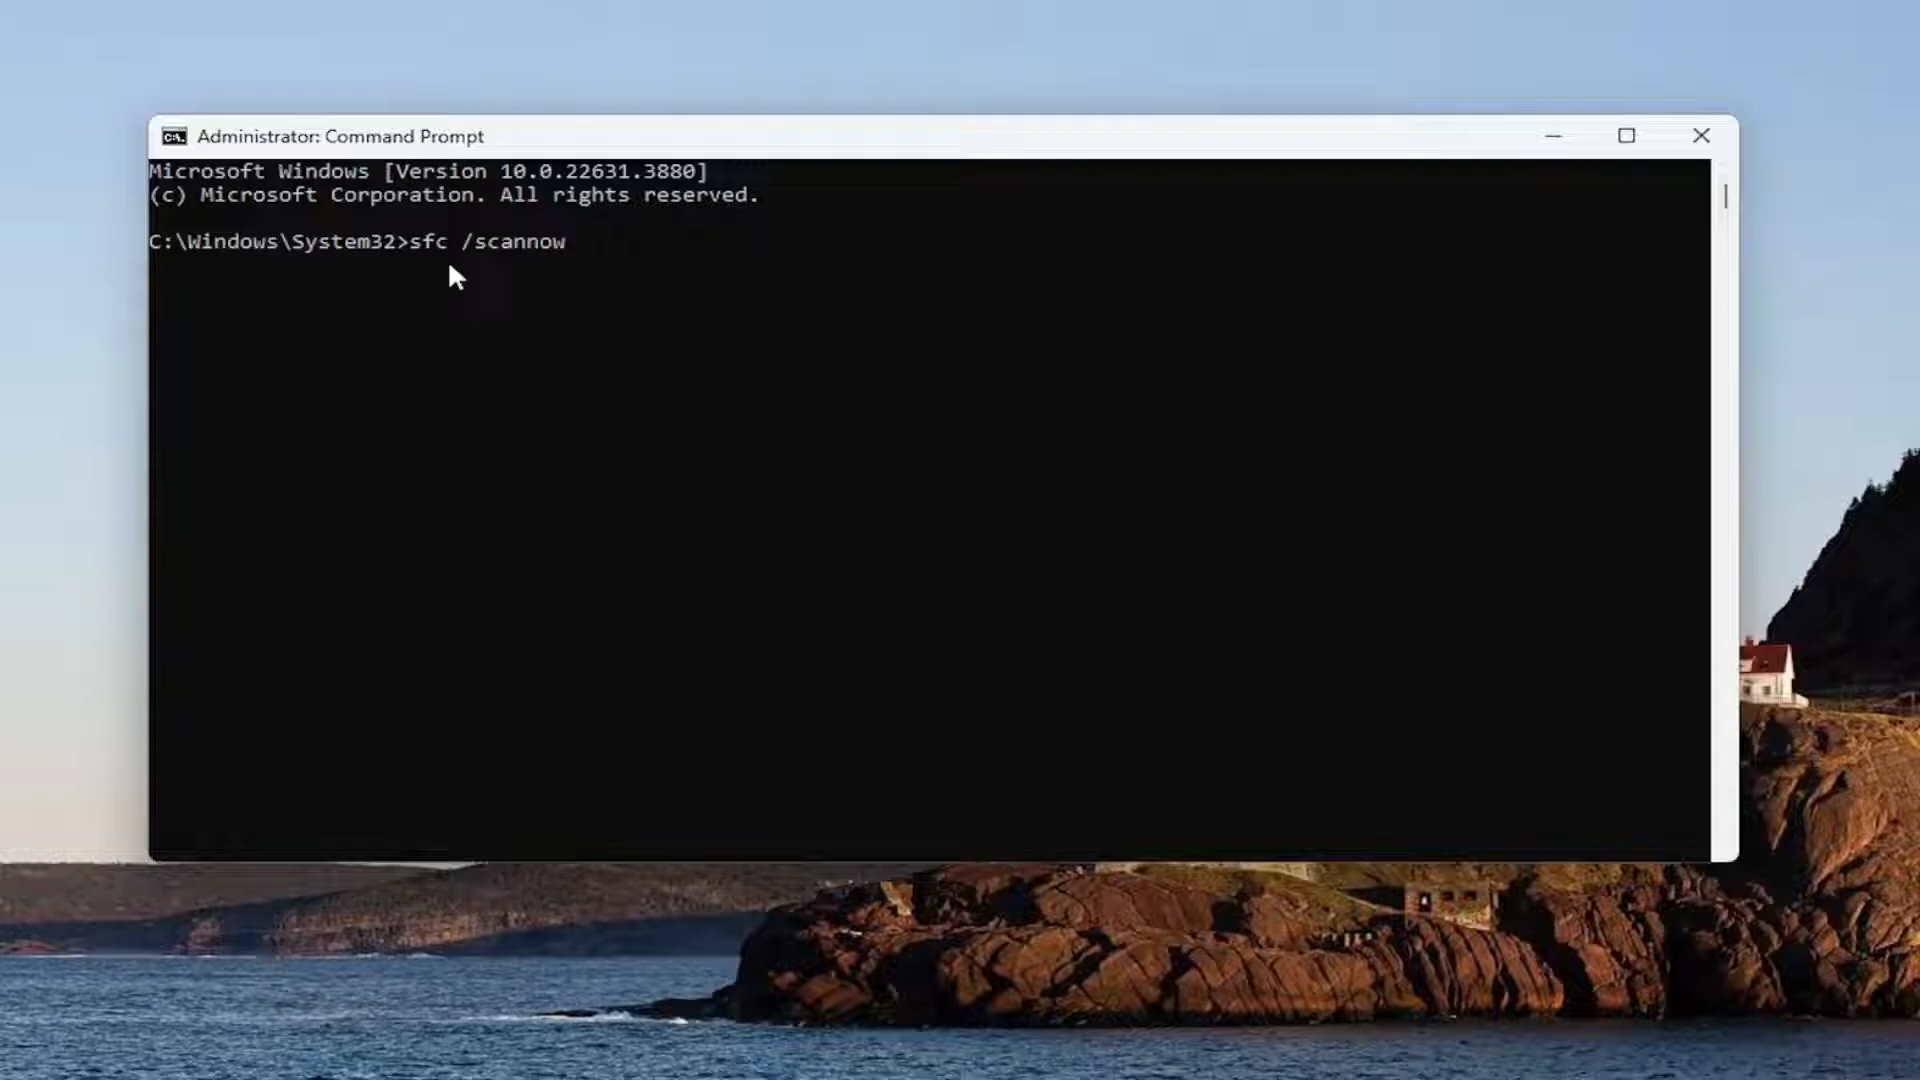 Administrator: Command Prompt
Microsoft Windows [Version 10.0.22631.3880]
(c) Microsoft Corporation. All rights reserved.
C:\Windows\System32>sfc /scannow